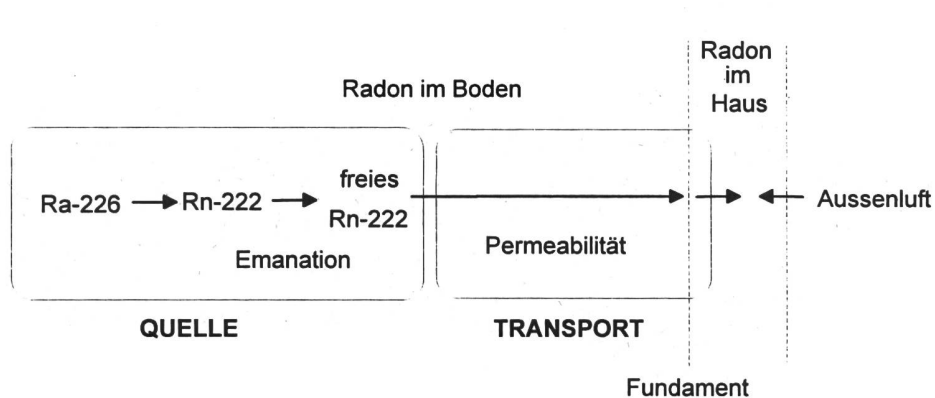 Radon
im
Haus
Radon im Boden
Ra-226
Rn-222
freies
Rn-222
Emanation
Permeabilität
Aussenluft
QUELLE
TRANSPORT
Fundament